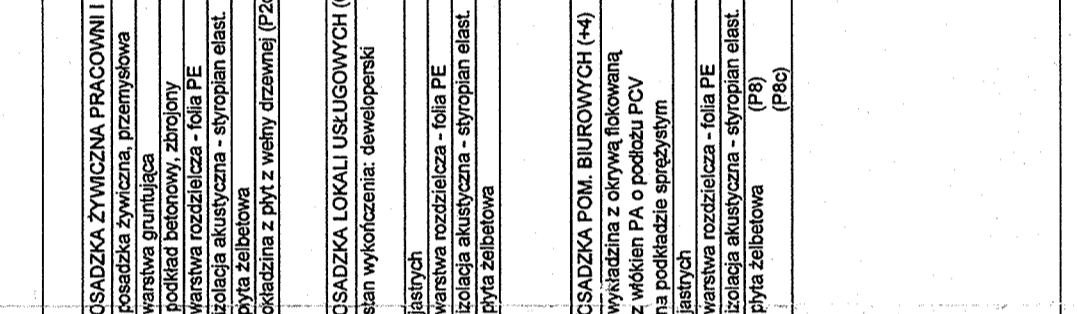 OSADZKA ŻYWICZNA PRACOWNI I
posadzka żywiczna, przemysłowa
warstwa gruntująca
podkład betonowy, zbrojony
warstwa rozdzielcza - folia PE
izolacja akustyczna - styropian elast.
płyta żelbetowa
okładzina z płyt z wełny drzewnej (P2c
OSADZKA LOKALI USŁUGOWYCH (
stan wykończenia: deweloperski
jastrych
warstwa rozdzielcza - folia PE
izolacja akustyczna - styropian elast.
płyta żelbetowa
OSADZKA POM. BIUROWYCH (+4)
wykładzina z okrywą flokowaną
z włókien PA o podłożu PCV
na podkładzie sprężystym
jastrych
warstwa rozdzielcza - folia PE
izolacja akustyczna - styropian elast.
płyta żelbetowa (P8)
(P8c)